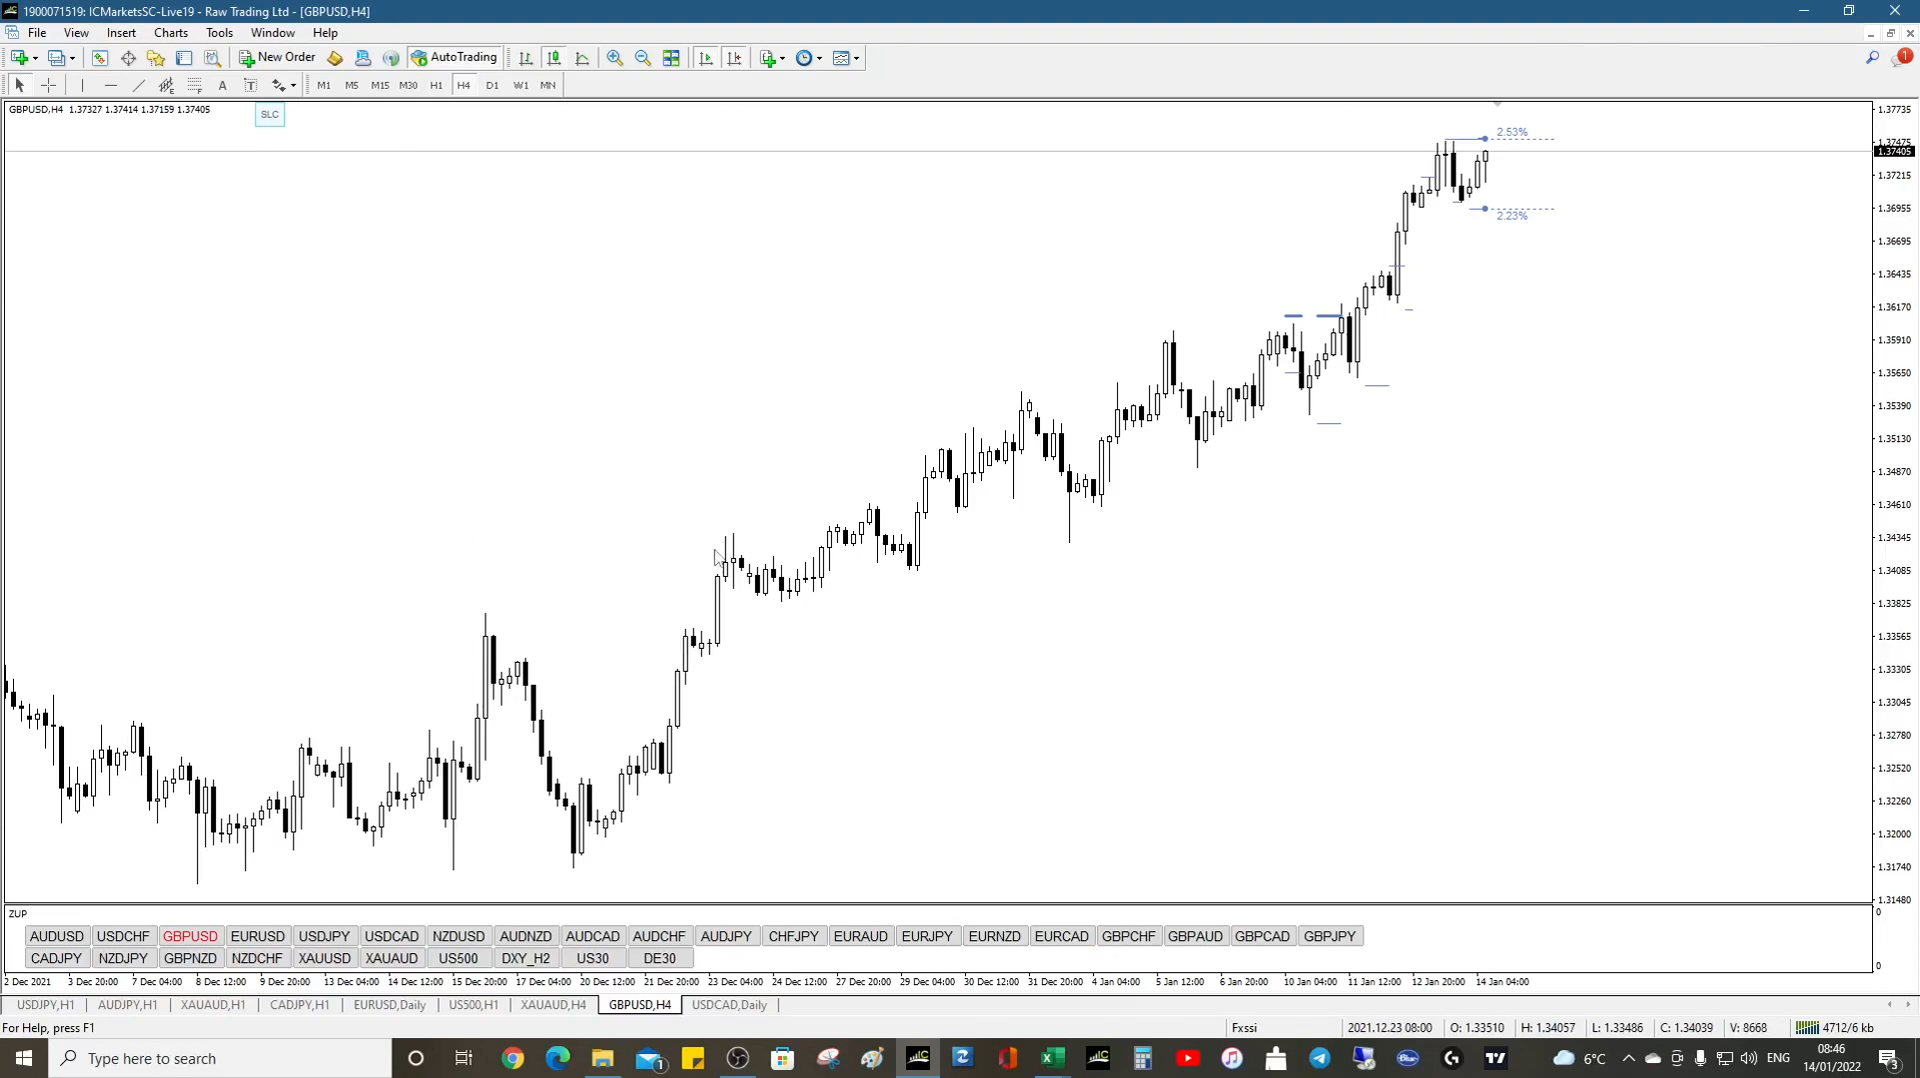 1900071519: ICMarketsSC-Live19 - Raw Trading Ltd - [GBPUSD,H4]
File View Insert Charts Tools Window Help
New Order AutoTrading
A T M1 M5 M15 M30 H1 H4 D1 W1 MN
GBPUSD,H4 1.37327 1.37414 1.37159 1.37405
SLC
2.53%
2.23%
1.37735
1.37475
1.37405
1.37215
1.36955
1.36695
1.36435
1.36170
1.35910
1.35650
1.35390
1.35130
1.34870
1.34610
1.34345
1.34085
1.33825
1.33565
1.33305
1.33045
1.32780
1.32520
1.32260
1.32000
1.31740
1.31480
ZUP
0
0
AUDUSD USDCHF GBPUSD EURUSD USDJPY USDCAD NZDUSD AUDNZD AUDCAD AUDCHF AUDJPY CHFJPY EURAUD EURJPY EURNZD EURCAD GBPCHF GBPAUD GBPCAD GBPJPY
CADJPY NZDJPY GBPNZD NZDCHF XAUUSD XAUAUD US500 DXY_H2 US30 DE30
2 Dec 2021 3 Dec 20:00 7 Dec 04:00 8 Dec 12:00 9 Dec 20:00 13 Dec 04:00 14 Dec 12:00 15 Dec 20:00 17 Dec 04:00 20 Dec 12:00 21 Dec 20:00 23 Dec 04:00 24 Dec 12:00 27 Dec 20:00 29 Dec 04:00 30 Dec 12:00 31 Dec 20:00 4 Jan 04:00 5 Jan 12:00 6 Jan 20:00 10 Jan 04:00 11 Jan 12:00 12 Jan 20:00 14 Jan 04:00
USDJPY,H1 AUDJPY,H1 XAUAUD,H1 CADJPY,H1 EURUSD,Daily US500,H1 XAUAUD,H4 GBPUSD,H4 USDCAD,Daily
For Help, press F1 Fxssi 2021.12.23 08:00 O: 1.33510 H: 1.34057 L: 1.33486 C: 1.34039 V: 8668 4712/6 kb
Type here to search 6°C ENG
08:46
14/01/2022